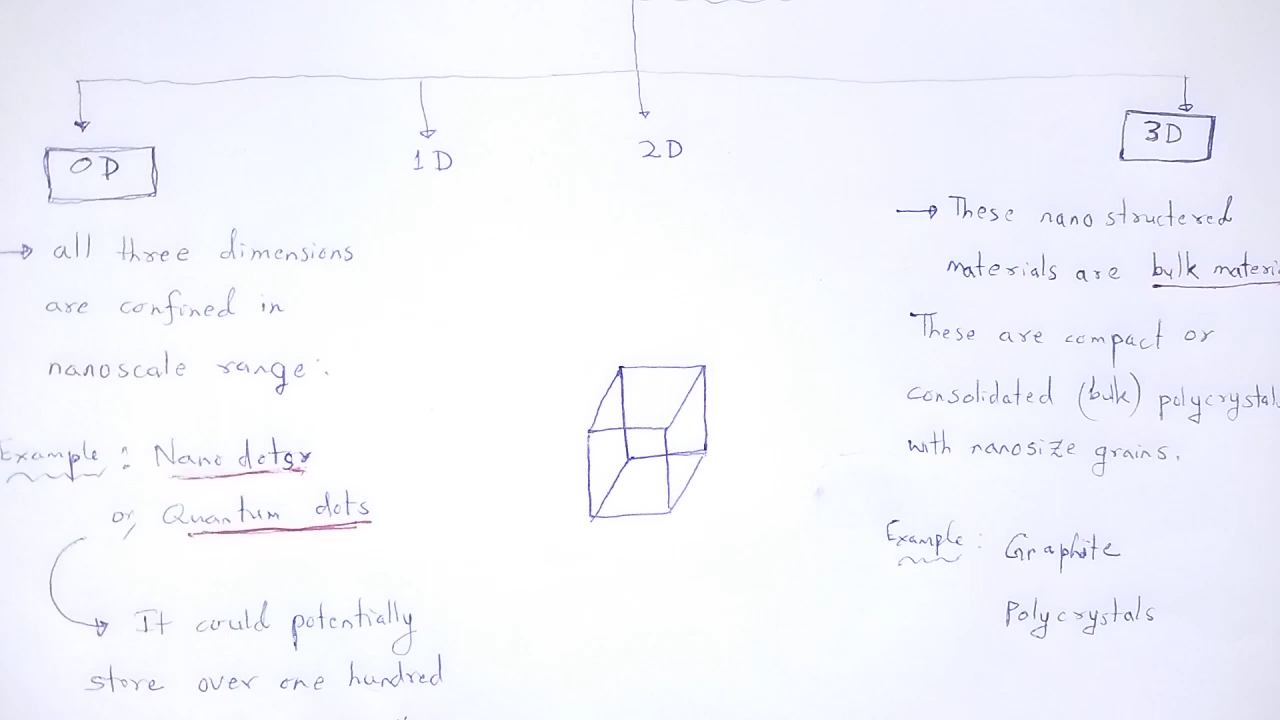 0D
1D
2D
3D
→ all three dimensions
are confined in
nanoscale range.
Example : Nano dots
or, Quantum dots
→ It could potentially
store over one hundred
→ These nano structered
materials are bulk materi
These are compact or
consolidated (bulk) polycrystal
with nanosize grains.
Example : Graphite
Polycrystals